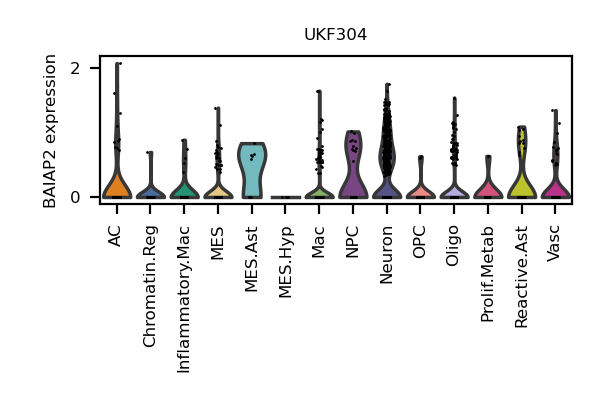 UKF304
BAIAP2 expression
2
0
AC
Chromatin.Reg
Inflammatory.Mac
MES
MES.Ast
MES.Hyp
Mac
NPC
Neuron
OPC
Oligo
Prolif.Metab
Reactive.Ast
Vasc